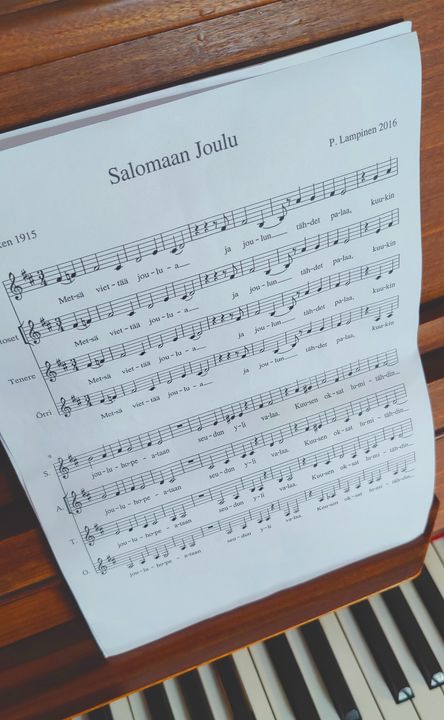 Salomaan Joulu
P. Lampinen 2016
ken 1915
Met-sä viet-tää jou-lu-a ja jou-lun täh-det pa-laa, kuu-kin
toset
Met-sä viet-tää jou-lu-a ja jou-lun täh-det pa-laa, kuu-kin
Tenere
Met-sä viet-tää jou-lu-a ja jou-lun täh-det pa-laa, kuu-kin
Orri
Met-sä viet-tää jou-lu-a ja jou-lun täh-det pa-laa, kuu-kin
9
S.
jou-lu-ho-pe-a-taan seu-dun y-li va-laa. Kuu-sen ok-sat lu-mi-täh-din
A.
jou-lu-ho-pe-a-taan seu-dun y-li va-laa. Kuu-sen ok-sat lu-mi-täh-din
T.
jou-lu-ho-pe-a-taan seu-dun y-li va-laa. Kuu-sen ok-sat lu-mi-täh-din
O.
jou-lu-ho-pe-a-taan seu-dun y-li va-laa. Kuu-sen ok-sat lu-mi-täh-din